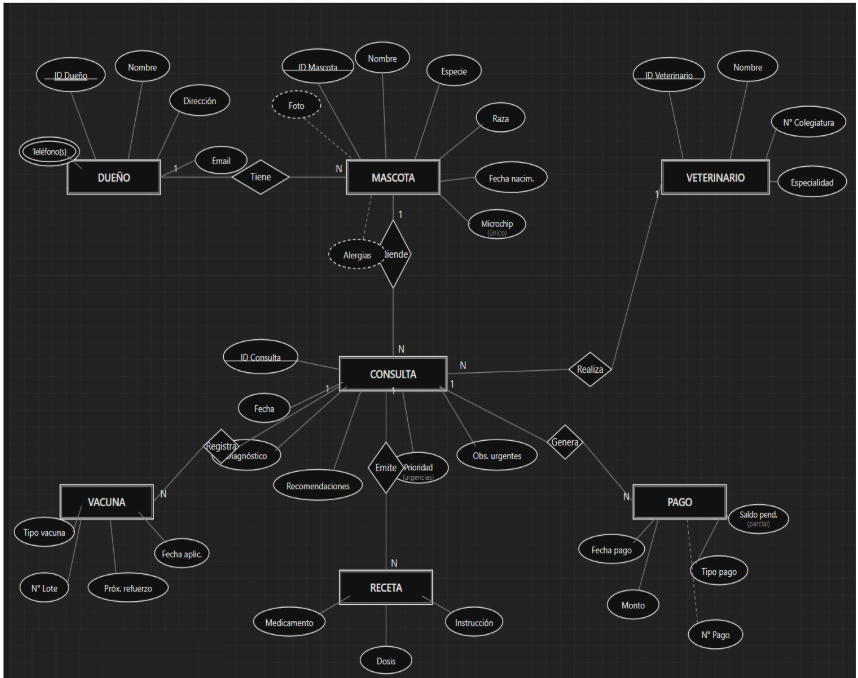 ID Dueño
Nombre
Dirección
Teléfono(s)
Email
DUEÑO
1
Tiene
N
ID Mascota
Nombre
Especie
Foto
Raza
MASCOTA
Fecha nacim.
Microchip
(único)
Alergias
1
N
ID Veterinario
Nombre
N° Colegiatura
Especialidad
VETERINARIO
1
Realiza
N
ID Consulta
CONSULTA
Fecha
1
1
1
Registra
Diagnóstico
Recomendaciones
Emite
Prioridad
(urgencias)
Obs. urgentes
Genera
N
VACUNA
Tipo vacuna
N° Lote
Próx. refuerzo
Fecha aplic.
N
RECETA
Medicamento
Dosis
Instrucción
N
PAGO
Saldo pend.
(parcial)
Fecha pago
Tipo pago
Monto
N° Pago